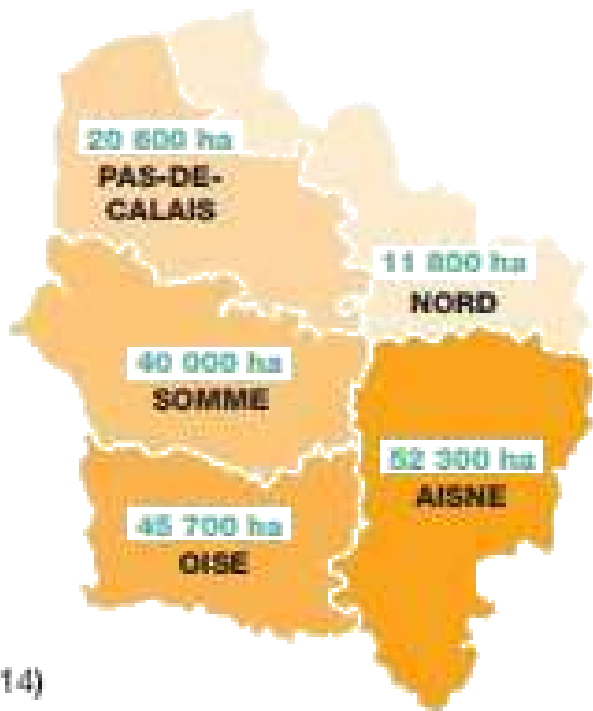 20 600 ha
PAS-DE-
CALAIS
11 800 ha
NORD
40 000 ha
SOMME
52 300 ha
AISNE
45 700 ha
OISE
14)